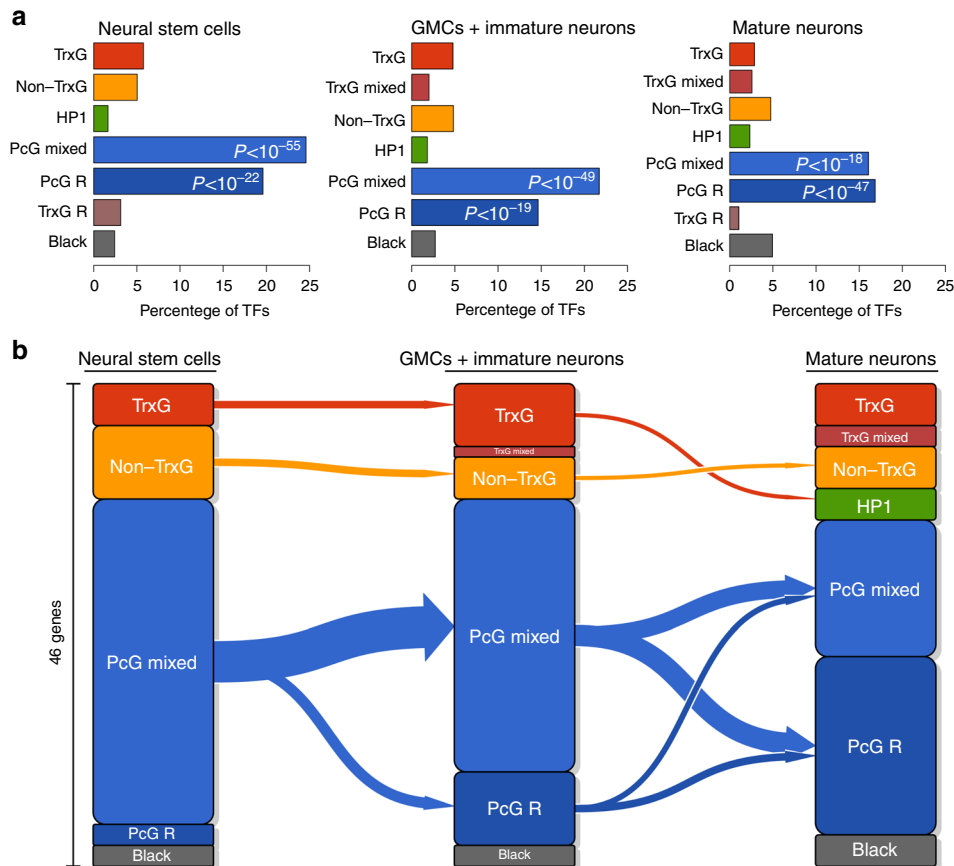 a
Neural stem cells
TrxG
Non–TrxG
HP1
PcG mixed
P<10–55
PcG R
P<10–22
TrxG R
Black
0 5 10 15 20 25
Percentege of TFs
GMCs + immature neurons
TrxG
TrxG mixed
Non–TrxG
HP1
PcG mixed
P<10–49
PcG R
P<10–19
Black
0 5 10 15 20 25
Percentege of TFs
Mature neurons
TrxG
TrxG mixed
Non–TrxG
HP1
PcG mixed
P<10–18
PcG R
P<10–47
TrxG R
Black
0 5 10 15 20 25
Percentege of TFs
b
46 genes
Neural stem cells
TrxG
Non–TrxG
PcG mixed
PcG R
Black
GMCs + immature neurons
TrxG
TrxG mixed
Non–TrxG
PcG mixed
PcG R
Black
Mature neurons
TrxG
TrxG mixed
Non–TrxG
HP1
PcG mixed
PcG R
Black